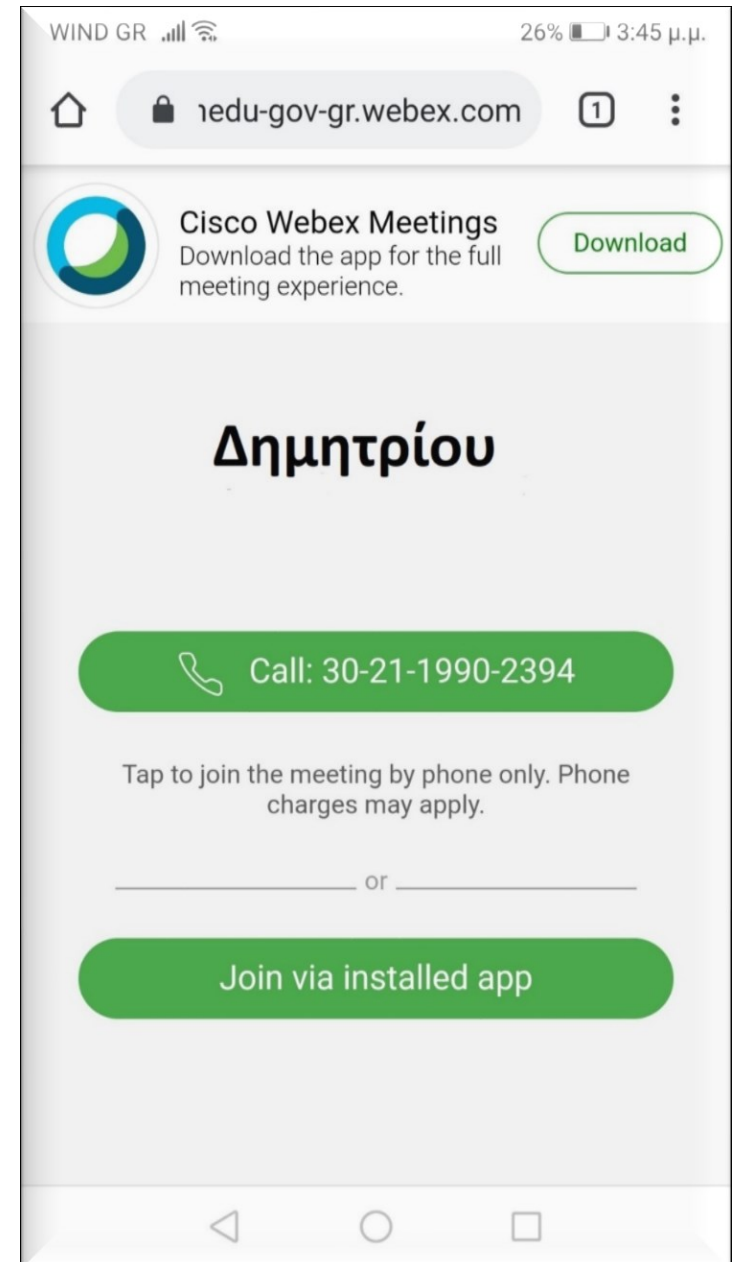 WIND GR 26% 3:45 μ.μ.
nedu-gov-gr.webex.com 1
Cisco Webex Meetings
Download the app for the full
meeting experience.
Download
Δημητρίου
Call: 30-21-1990-2394
Tap to join the meeting by phone only. Phone
charges may apply.
or
Join via installed app